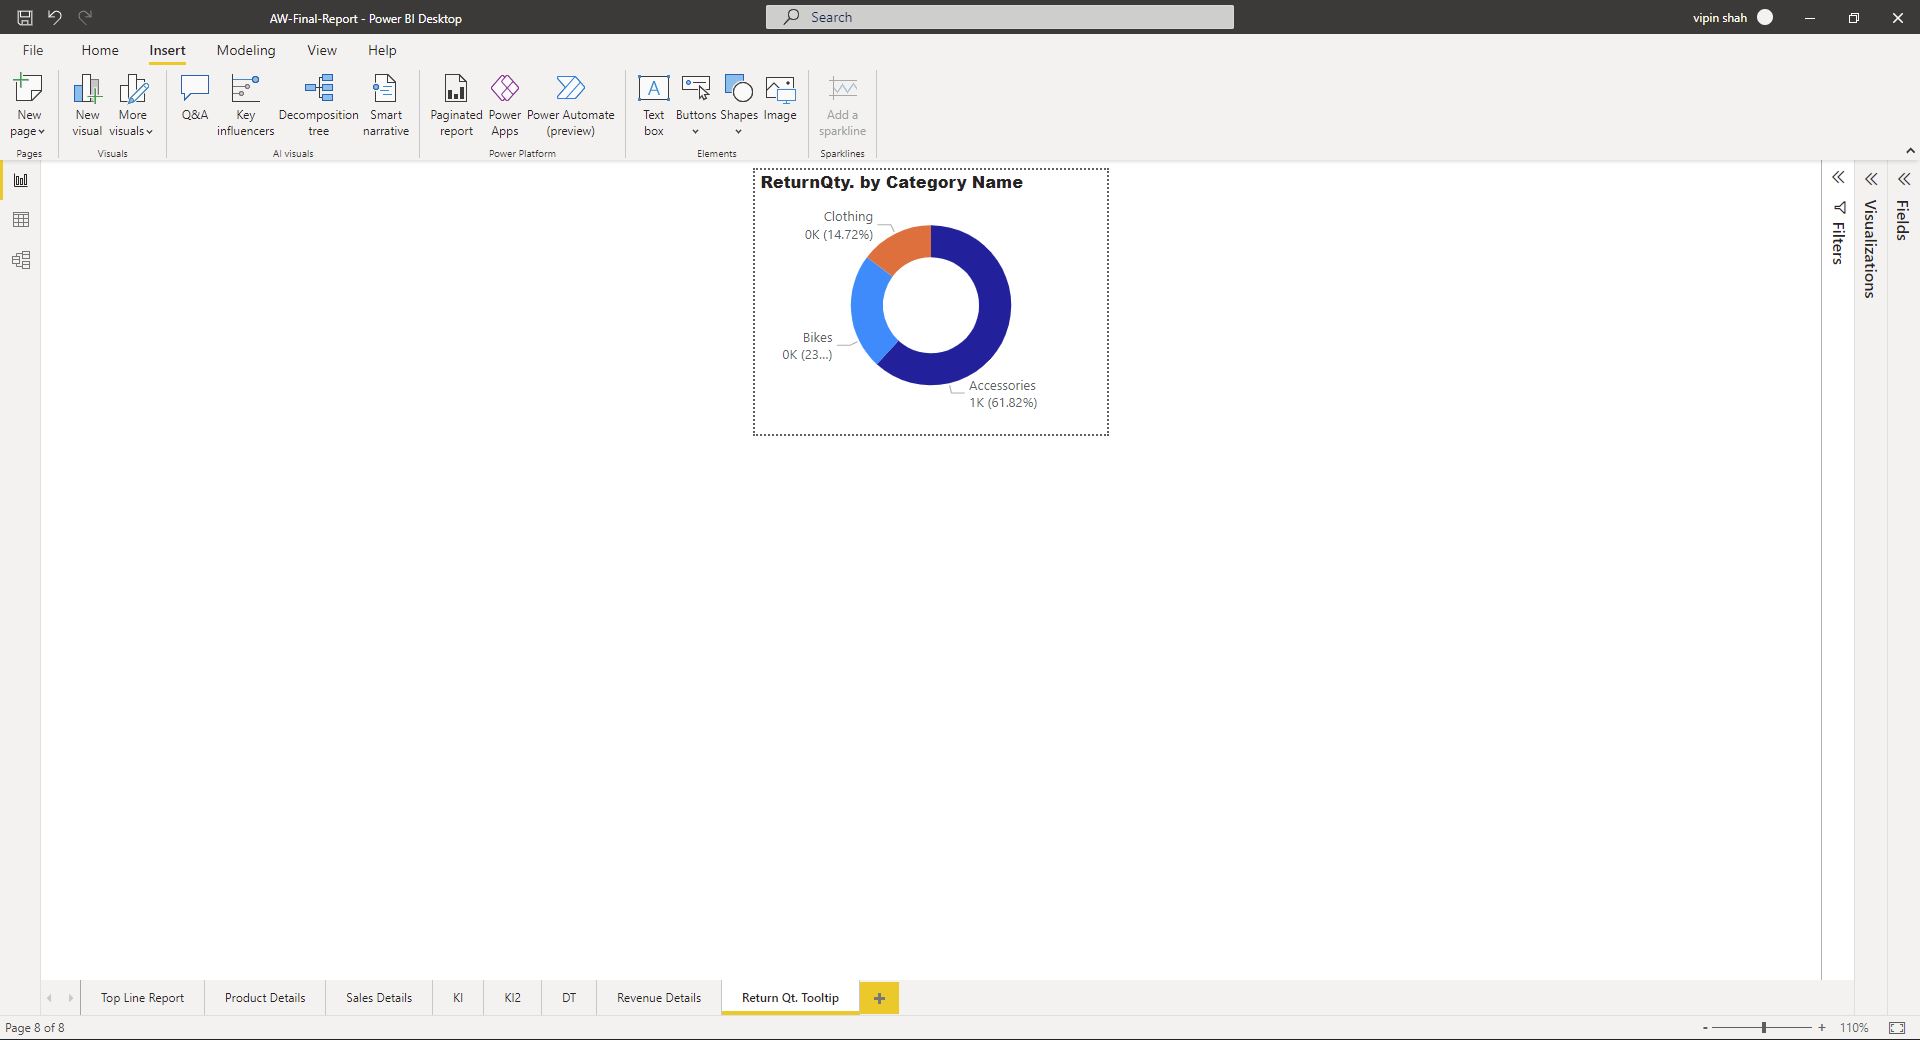 AW-Final-Report - Power BI Desktop
Search
vipin shah
File Home Insert Modeling View Help
New page
New visual
More visuals
Q&A
Key influencers
Decomposition tree
Smart narrative
Paginated report
Power Apps
Power Automate (preview)
Text box
Buttons
Shapes
Image
Add a sparkline
Pages
Visuals
AI visuals
Power Platform
Elements
Sparklines
ReturnQty. by Category Name
Clothing
0K (14.72%)
Bikes
0K (23...)
Accessories
1K (61.82%)
Filters
Visualizations
Fields
Top Line Report
Product Details
Sales Details
KI
KI2
DT
Revenue Details
Return Qt. Tooltip
+
Page 8 of 8
- + 110%